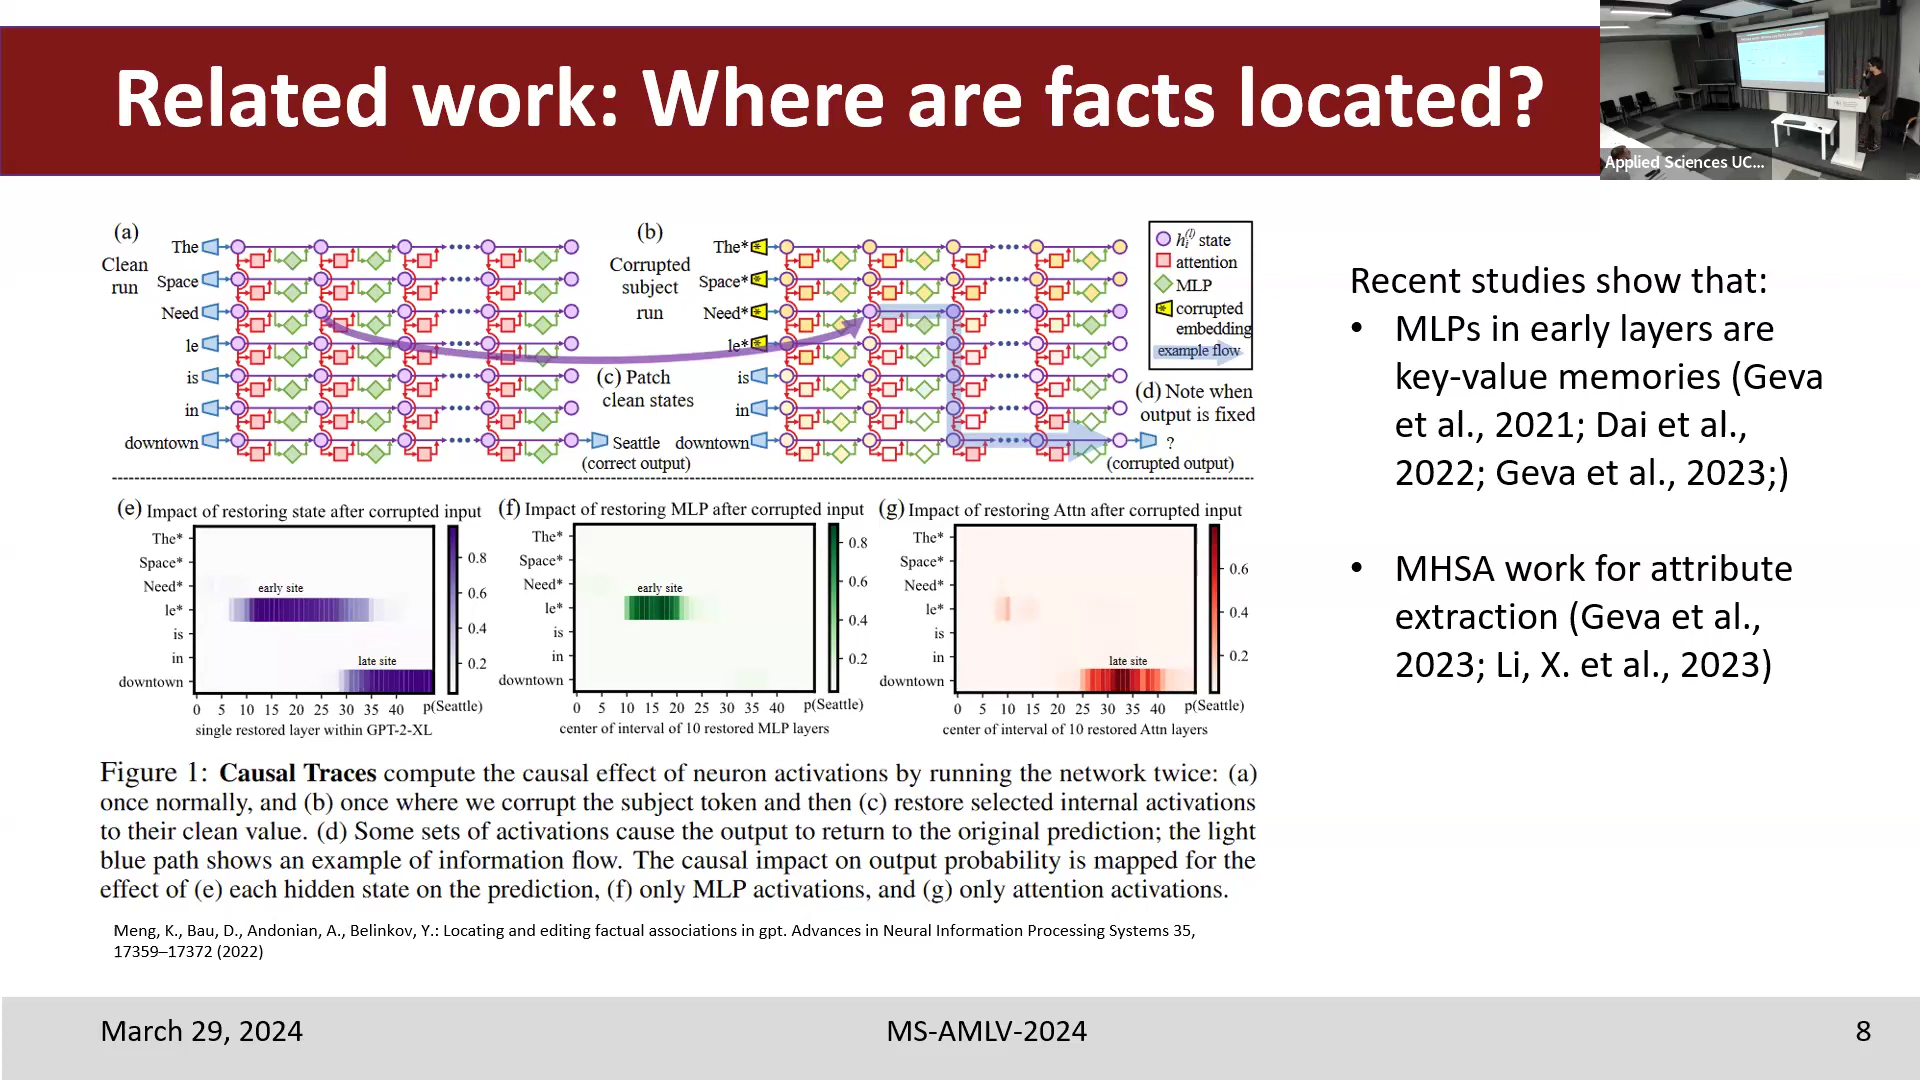 Related work: Where are facts located?
Applied Sciences UC...
(a)
Clean
run
The
Space
Need
le
is
in
downtown
Seattle
(correct output)
(b)
Corrupted
subject
run
The*
Space*
Need*
le*
is
in
downtown
(c) Patch
clean states
(d) Note when
output is fixed
?
(corrupted output)
state
attention
MLP
corrupted
embedding
example flow
(e) Impact of restoring state after corrupted input
The*
Space*
Need*
le*
is
in
downtown
early site
late site
0.8
0.6
0.4
0.2
0 5 10 15 20 25 30 35 40 p(Seattle)
single restored layer within GPT-2-XL
(f) Impact of restoring MLP after corrupted input
The*
Space*
Need*
le*
is
in
downtown
early site
0.8
0.6
0.4
0.2
0 5 10 15 20 25 30 35 40 p(Seattle)
center of interval of 10 restored MLP layers
(g) Impact of restoring Attn after corrupted input
The*
Space*
Need*
le*
is
in
downtown
late site
0.6
0.4
0.2
0 5 10 15 20 25 30 35 40 p(Seattle)
center of interval of 10 restored Attn layers
Figure 1: Causal Traces compute the causal effect of neuron activations by running the network twice: (a)
once normally, and (b) once where we corrupt the subject token and then (c) restore selected internal activations
to their clean value. (d) Some sets of activations cause the output to return to the original prediction; the light
blue path shows an example of information flow. The causal impact on output probability is mapped for the
effect of (e) each hidden state on the prediction, (f) only MLP activations, and (g) only attention activations.
Meng, K., Bau, D., Andonian, A., Belinkov, Y.: Locating and editing factual associations in gpt. Advances in Neural Information Processing Systems 35,
17359–17372 (2022)
Recent studies show that:
• MLPs in early layers are
key-value memories (Geva
et al., 2021; Dai et al.,
2022; Geva et al., 2023;)
• MHSA work for attribute
extraction (Geva et al.,
2023; Li, X. et al., 2023)
March 29, 2024
MS-AMLV-2024
8